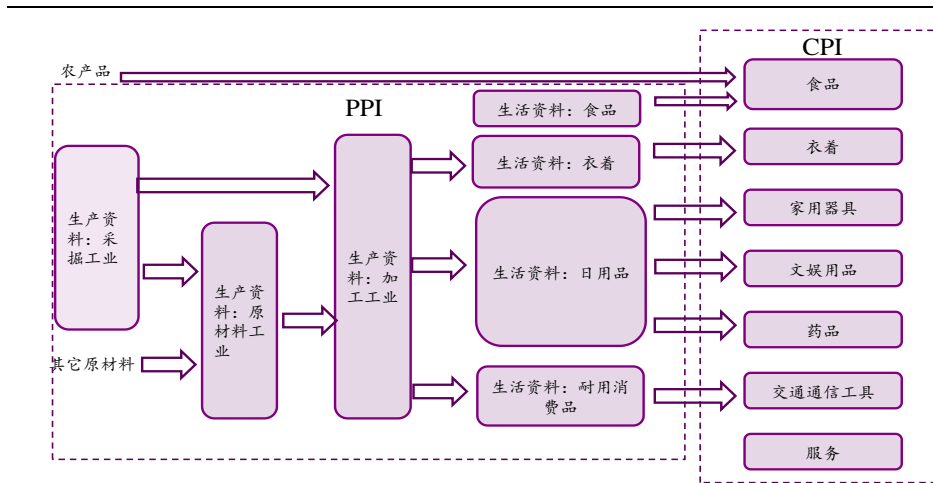 CPI
农产品
食品
PPI
生活资料：食品
衣着
生活资料：衣着
生产资
料：采
掘工业
家用器具
生产资
料：原
材料工
业
生产资
料：加
工工业
生活资料：日用品
文娱用品
药品
其它原材料
生活资料：耐用消
费品
交通通信工具
服务